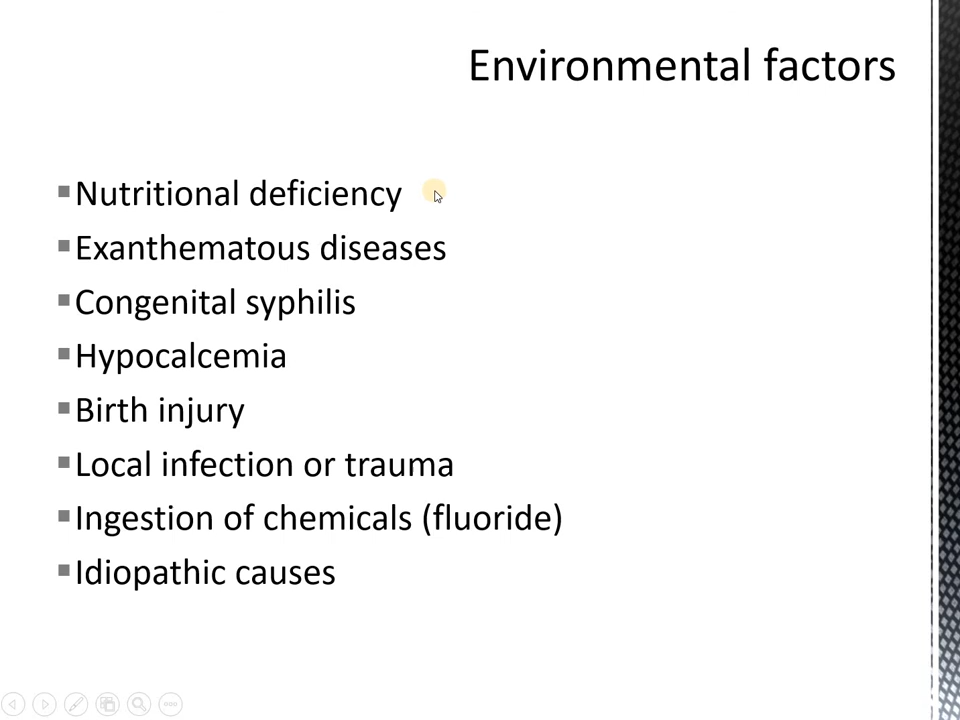 Environmental factors
Nutritional deficiency
Exanthematous diseases
Congenital syphilis
Hypocalcemia
Birth injury
Local infection or trauma
Ingestion of chemicals (fluoride)
Idiopathic causes